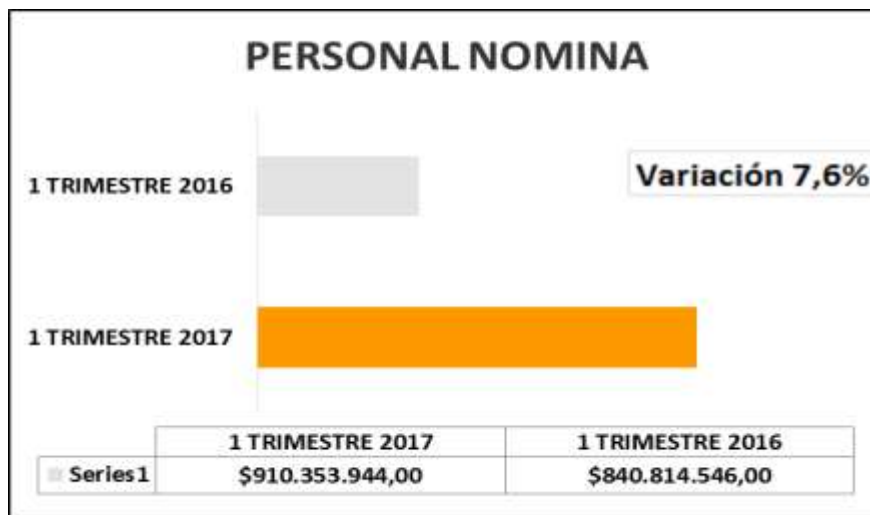 PERSONAL NOMINA
1 TRIMESTRE 2016
Variación 7,6%
1 TRIMESTRE 2017
1 TRIMESTRE 2017 1 TRIMESTRE 2016
Series1 $910.353.944,00 $840.814.546,00